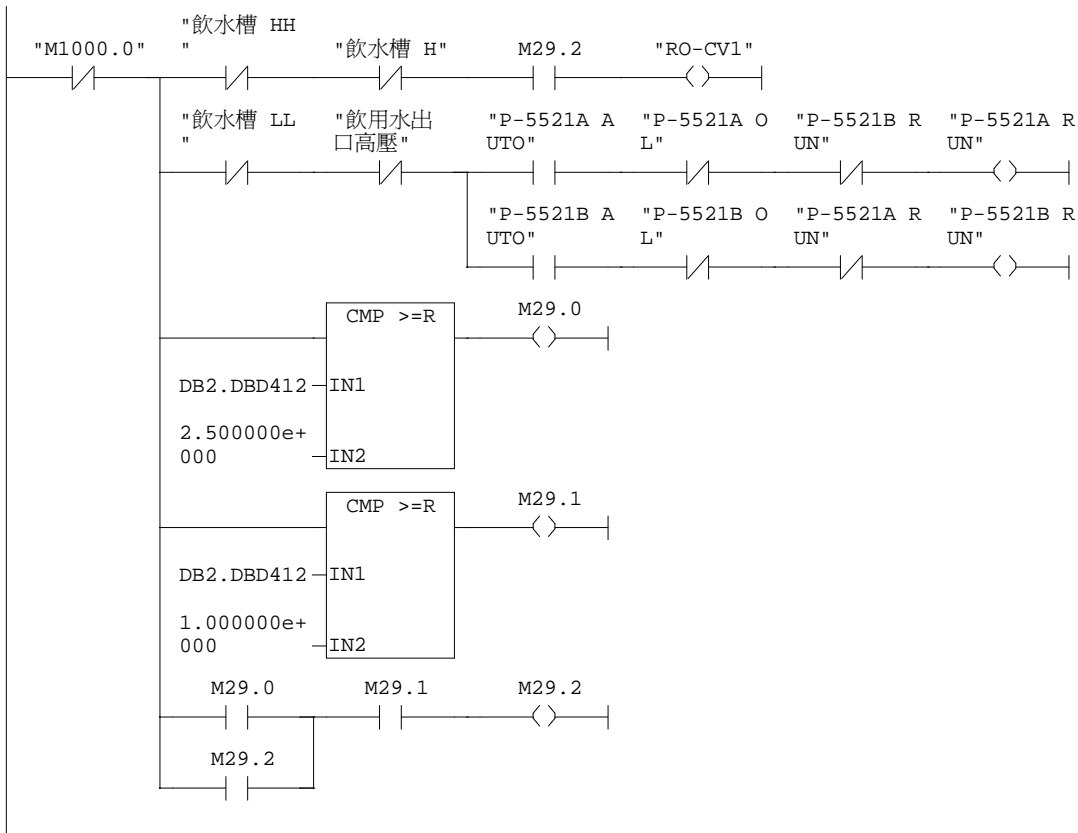 "M1000.0"
"飲水槽 HH
"
"飲水槽 H"
M29.2
"RO-CV1"
"飲水槽 LL
"
"飲用水出
口高壓"
"P-5521A A
UTO"
"P-5521A O
L"
"P-5521B R
UN"
"P-5521A R
UN"
"P-5521B A
UTO"
"P-5521B O
L"
"P-5521A R
UN"
"P-5521B R
UN"
CMP >=R
M29.0
DB2.DBD412
IN1
2.500000e+
000
IN2
CMP >=R
M29.1
DB2.DBD412
IN1
1.000000e+
000
IN2
M29.0
M29.1
M29.2
M29.2